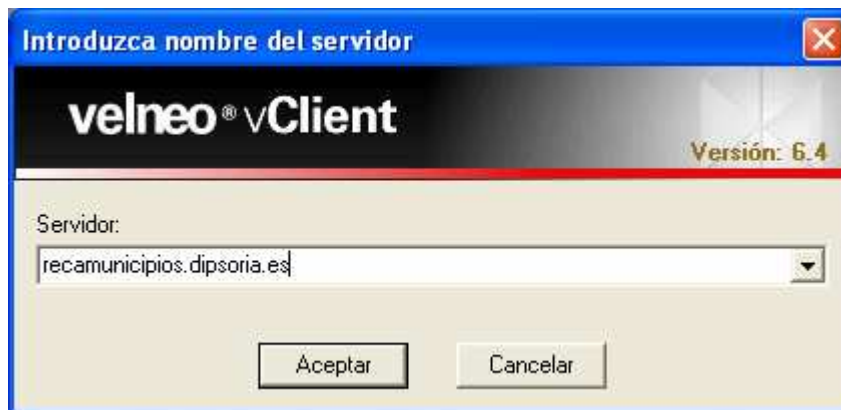 Introduzca nombre del servidor
velneo® vClient
Versión: 6.4
Servidor:
recamunicipios.dipsoria.es
Aceptar Cancelar